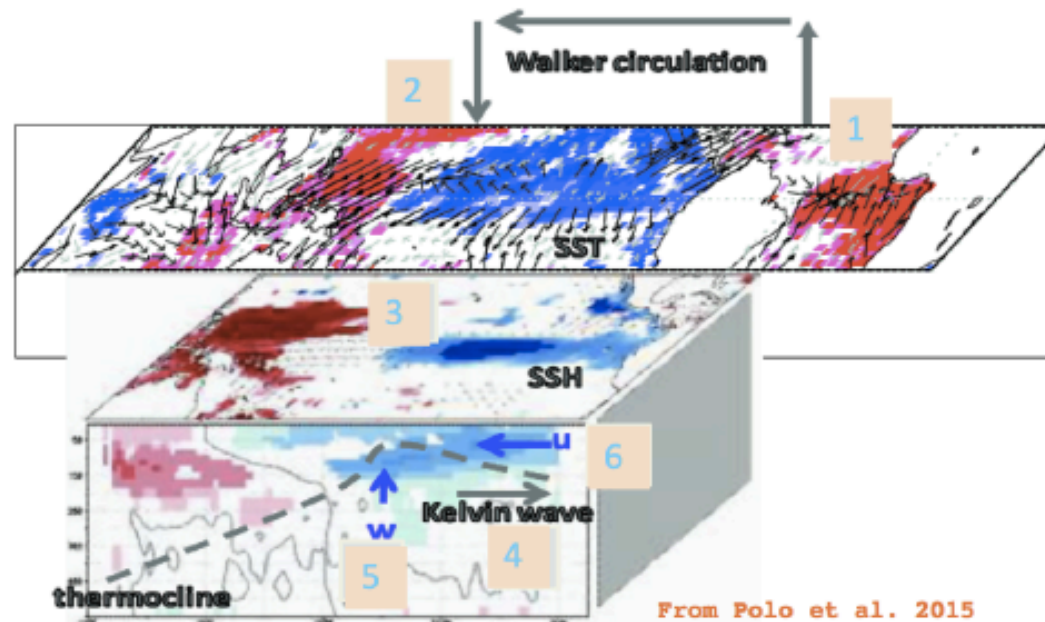 Walker circulation
2
1
SST
3
SSH
u
6
Kelvin wave
w
4
5
thermocline
From Polo et al. 2015